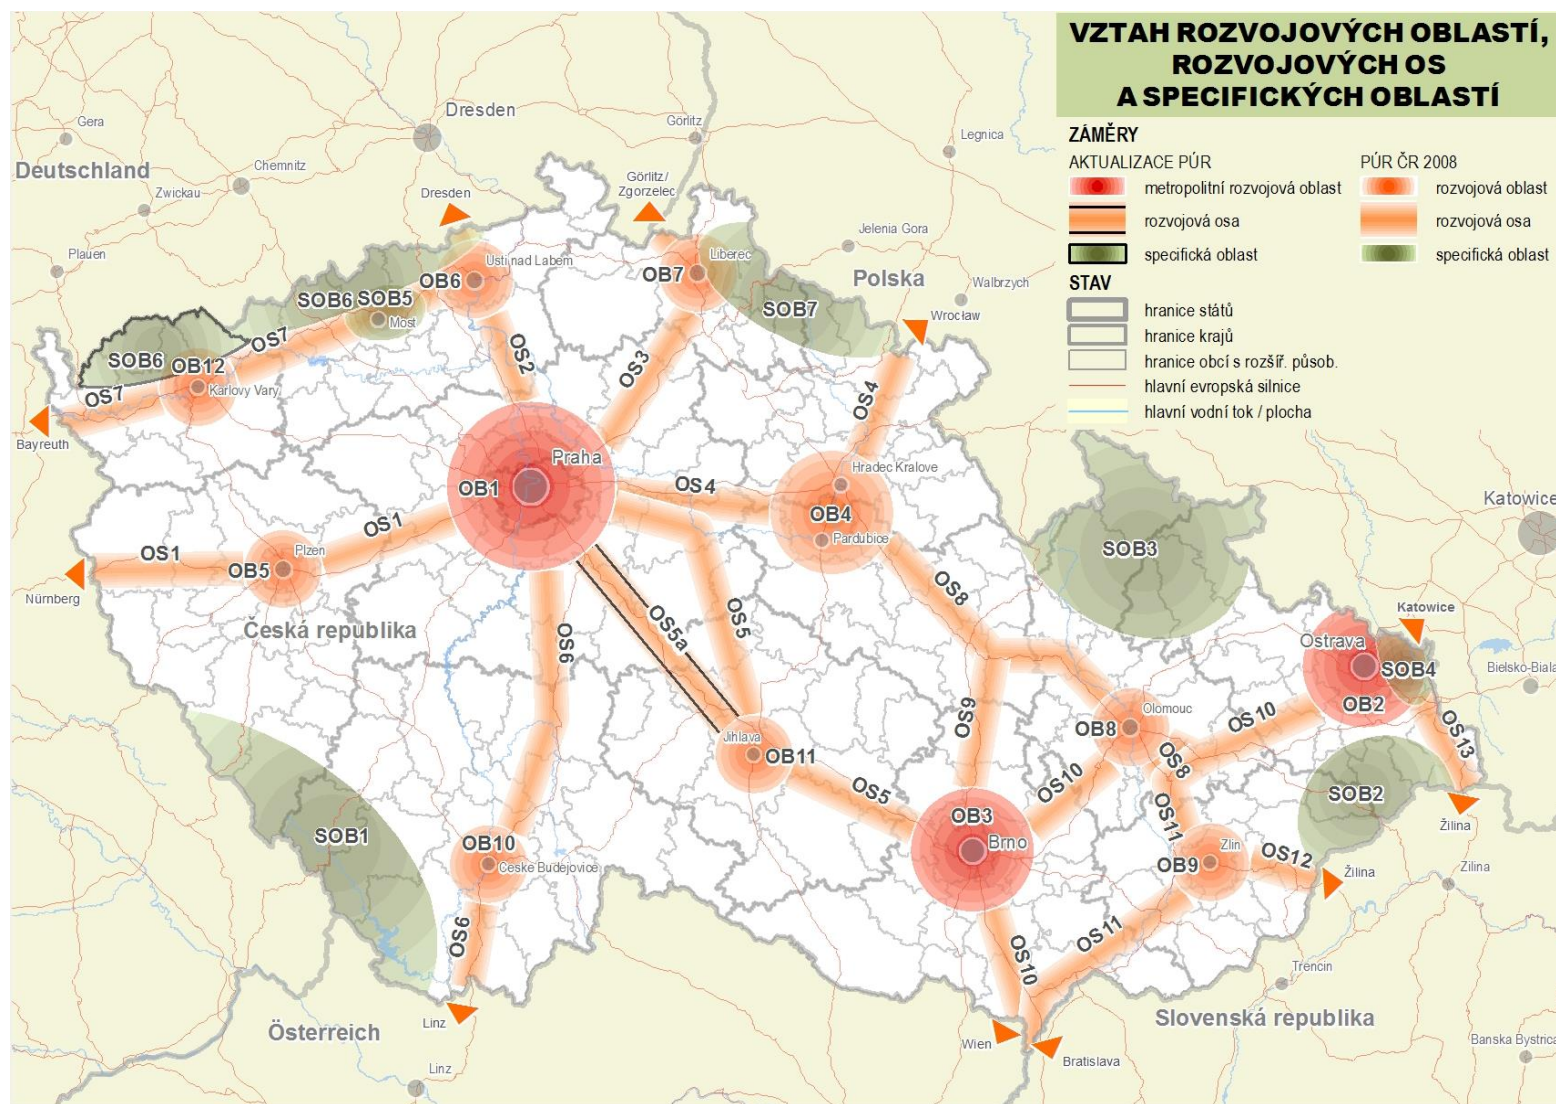 VZTAH ROZVOJOVÝCH OBLASTÍ,
ROZVOJOVÝCH OS
A SPECIFICKÝCH OBLASTÍ
ZÁMĚRY
AKTUALIZACE PÚR
PÚR ČR 2008
metropolitní rozvojová oblast
rozvojová oblast
rozvojová osa
rozvojová osa
specifická oblast
specifická oblast
STAV
hranice států
hranice krajů
hranice obcí s rozšíř. působ.
hlavní evropská silnice
hlavní vodní tok / plocha
Dresden
Gera
Görlitz
Legnica
Deutschland
Chemnitz
Zwickau
Dresden
Görlitz/
Zgorzelec
Jelenia Gora
Plauen
Usti nad Labem
Liberec
OB6
OB7
Polska
Walbrzych
SOB6
SOB5
SOB7
Most
Wrocław
OS7
SOB6
OB12
OS2
OS3
Karlovy Vary
OS7
OS4
Bayreuth
Praha
Hradec Kralove
OB1
OS4
OB4
Katowice
OS1
Pardubice
SOB3
Plzen
OS1
OB5
Nürnberg
OS8
Katowice
Česká republika
OS5a
OS5
OS6
Ostrava
SOB4
Bielsko-Biala
OB2
Olomouc
OS9
OS10
OB8
Jihlava
OB11
OS8
OS13
OS10
OS5
SOB2
OB3
OS11
Žilina
SOB1
OB10
Brno
Zlin
OS12
Ceske Budejovice
OB9
Žilina
Zilina
OS6
OS11
OS10
Trencin
Linz
Österreich
Slovenská republika
Wien
Bratislava
Banska Bystrica
Linz